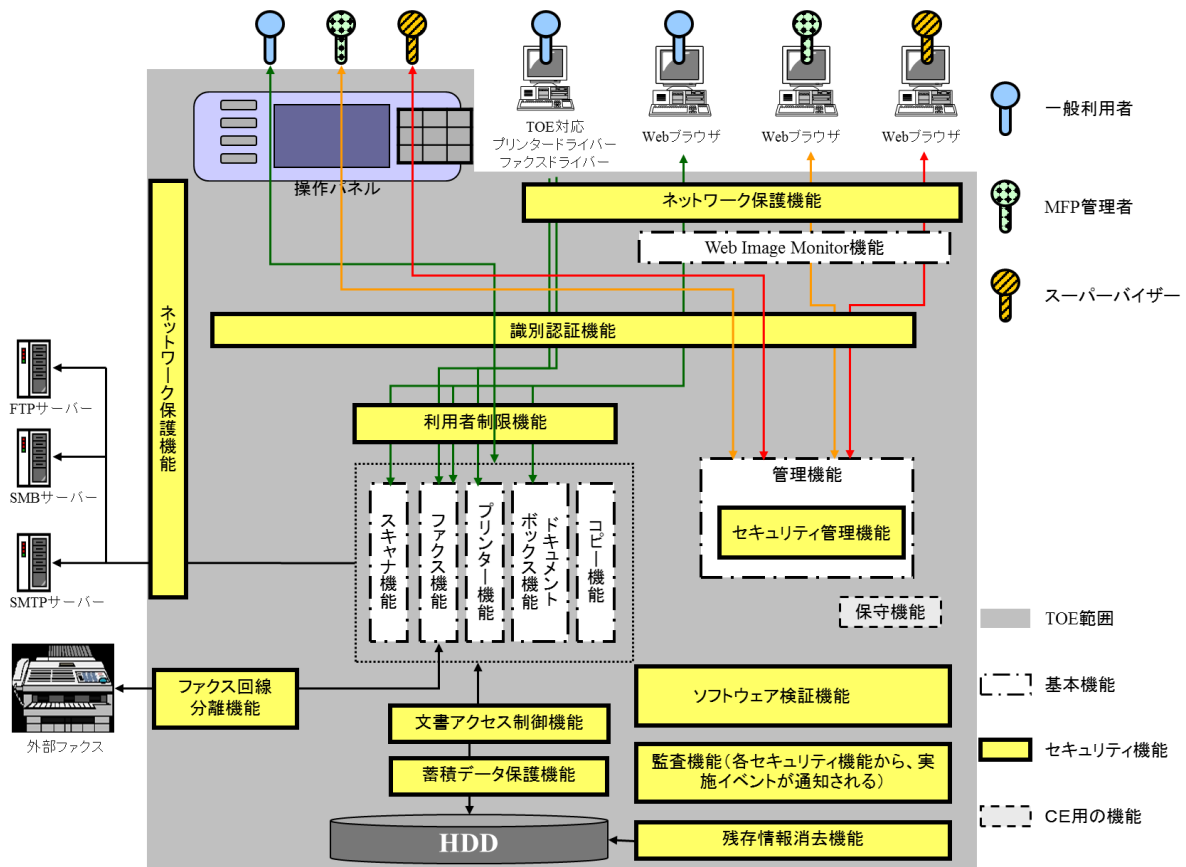 操作パネル
TOE対応
プリンタードライバー
ファクスドライバー
Webブラウザ
Webブラウザ
Webブラウザ
一般利用者
MFP管理者
スーパーバイザー
ネットワーク保護機能
Web Image Monitor機能
ネットワーク保護機能
識別認証機能
利用者制限機能
FTPサーバー
SMBサーバー
SMTPサーバー
スキャナ機能
ファクス機能
プリンター機能
ドキュメント
ボックス機能
コピー機能
管理機能
セキュリティ管理機能
保守機能
外部ファクス
ファクス回線
分離機能
文書アクセス制御機能
蓄積データ保護機能
HDD
ソフトウェア検証機能
監査機能(各セキュリティ機能から、実
施イベントが通知される)
残存情報消去機能
TOE範囲
基本機能
セキュリティ機能
CE用の機能